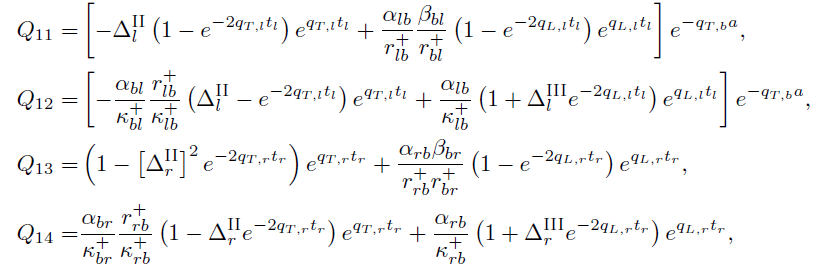 Q_{11} = \left[ -\Delta_l^{\mathrm{II}} \left( 1 - e^{-2q_{T,l}t_l} \right) e^{q_{T,l}t_l} + \frac{\alpha_{lb}}{r_{lb}^+} \frac{\beta_{bl}}{r_{bl}^+} \left( 1 - e^{-2q_{L,l}t_l} \right) e^{q_{L,l}t_l} \right] e^{-q_{T,b}a},
Q_{12} = \left[ -\frac{\alpha_{bl}}{\kappa_{bl}^+} \frac{r_{lb}^+}{\kappa_{lb}^+} \left( \Delta_l^{\mathrm{II}} - e^{-2q_{T,l}t_l} \right) e^{q_{T,l}t_l} + \frac{\alpha_{lb}}{\kappa_{lb}^+} \left( 1 + \Delta_l^{\mathrm{III}} e^{-2q_{L,l}t_l} \right) e^{q_{L,l}t_l} \right] e^{-q_{T,b}a},
Q_{13} = \left( 1 - \left[ \Delta_r^{\mathrm{II}} \right]^2 e^{-2q_{T,r}t_r} \right) e^{q_{T,r}t_r} + \frac{\alpha_{rb}\beta_{br}}{r_{rb}^+ r_{br}^+} \left( 1 - e^{-2q_{L,r}t_r} \right) e^{q_{L,r}t_r},
Q_{14} = \frac{\alpha_{br}}{\kappa_{br}^+} \frac{r_{rb}^+}{\kappa_{rb}^+} \left( 1 - \Delta_r^{\mathrm{II}} e^{-2q_{T,r}t_r} \right) e^{q_{T,r}t_r} + \frac{\alpha_{rb}}{\kappa_{rb}^+} \left( 1 + \Delta_r^{\mathrm{III}} e^{-2q_{L,r}t_r} \right) e^{q_{L,r}t_r},